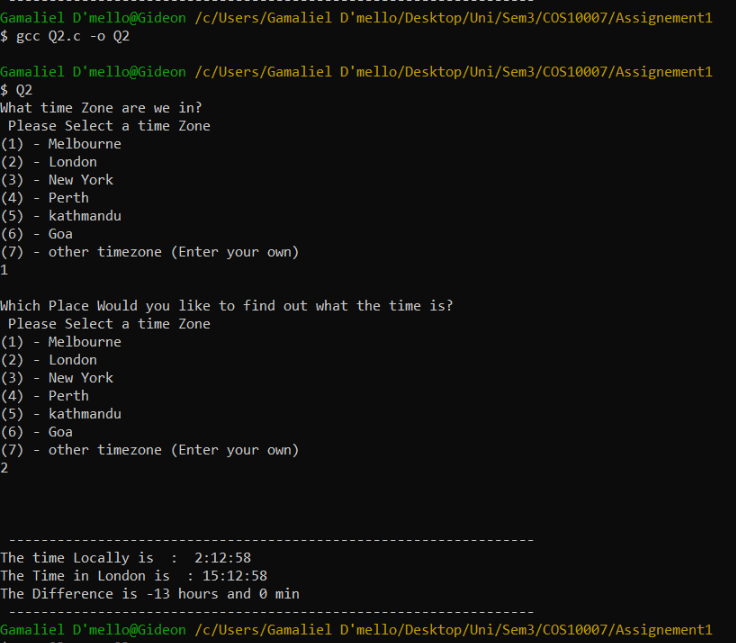 Gamaliel D'mello@Gideon /c/Users/Gamaliel D'mello/Desktop/Uni/Sem3/COS10007/Assignement1
$ gcc Q2.c -o Q2
Gamaliel D'mello@Gideon /c/Users/Gamaliel D'mello/Desktop/Uni/Sem3/COS10007/Assignement1
$ Q2
What time Zone are we in?
Please Select a time Zone
(1) - Melbourne
(2) - London
(3) - New York
(4) - Perth
(5) - kathmandu
(6) - Goa
(7) - other timezone (Enter your own)
1
Which Place Would you like to find out what the time is?
Please Select a time Zone
(1) - Melbourne
(2) - London
(3) - New York
(4) - Perth
(5) - kathmandu
(6) - Goa
(7) - other timezone (Enter your own)
2
-----------------------------------------------------------------
The time Locally is  :  2:12:58
The Time in London is  : 15:12:58
The Difference is -13 hours and 0 min
-----------------------------------------------------------------
Gamaliel D'mello@Gideon /c/Users/Gamaliel D'mello/Desktop/Uni/Sem3/COS10007/Assignement1